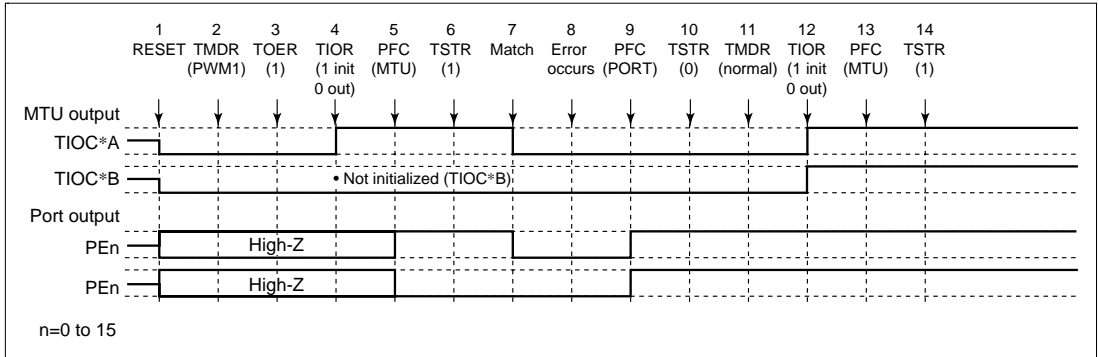 1 2 3 4 5 6 7 8 9 10 11 12 13 14
RESET TMDR TOER TIOR PFC TSTR Match Error PFC TSTR TMDR TIOR PFC TSTR
(PWM1) (1) (1 init (MTU) (1) occurs (PORT) (0) (normal) (1 init (MTU) (1)
0 out) 0 out)
MTU output
TIOC*A
TIOC*B • Not initialized (TIOC*B)
Port output
PEn High-Z
PEn High-Z
n=0 to 15